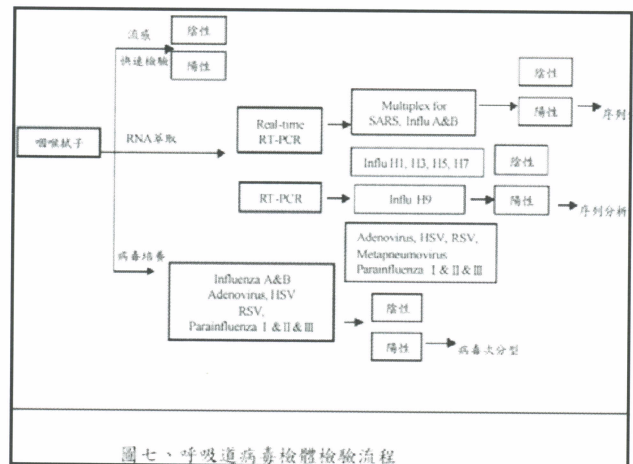 流感
快速檢驗
陰性
陽性
咽喉拭子
RNA萃取
Real-time
RT-PCR
Multiplex for
SARS, Influ A&B
陰性
陽性
序列
Influ H1, H3, H5, H7
陰性
RT-PCR
Influ H9
陽性
序列分析
Adenovirus, HSV, RSV,
Metapneumovirus
Parainfluenza Ⅰ&Ⅱ&Ⅲ
病毒培養
Influenza A&B
Adenovirus, HSV
RSV,
Parainfluenza Ⅰ&Ⅱ&Ⅲ
陰性
陽性
病毒次分型
圖七、呼吸道病毒檢體檢驗流程